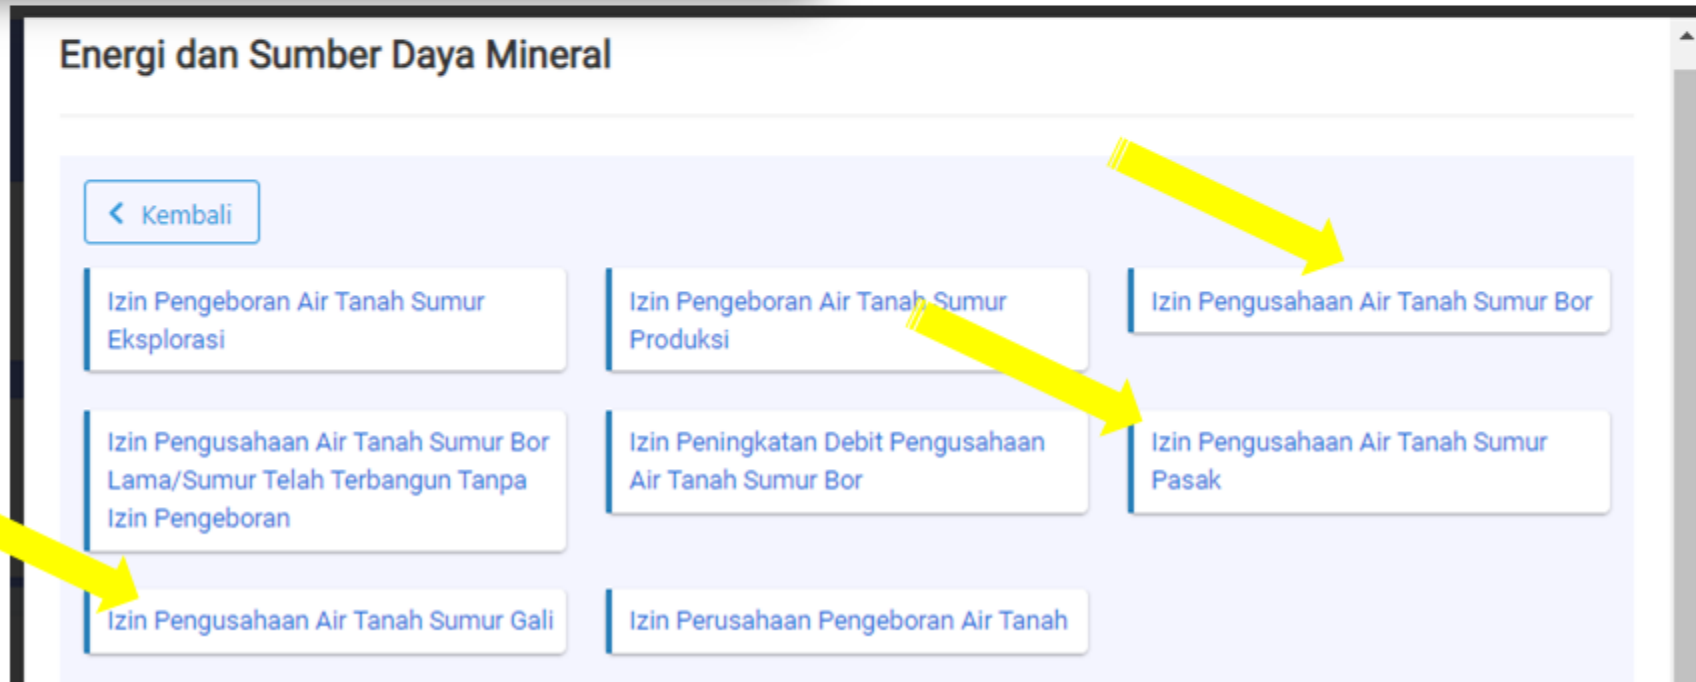 Energi dan Sumber Daya Mineral
Kembali
Izin Pengeboran Air Tanah Sumur
Eksplorasi
Izin Pengeboran Air Tanah Sumur
Produksi
Izin Pengusahaan Air Tanah Sumur Bor
Izin Pengusahaan Air Tanah Sumur Bor
Lama/Sumur Telah Terbangun Tanpa
Izin Pengeboran
Izin Peningkatan Debit Pengusahaan
Air Tanah Sumur Bor
Izin Pengusahaan Air Tanah Sumur
Pasak
Izin Pengusahaan Air Tanah Sumur Gali
Izin Perusahaan Pengeboran Air Tanah